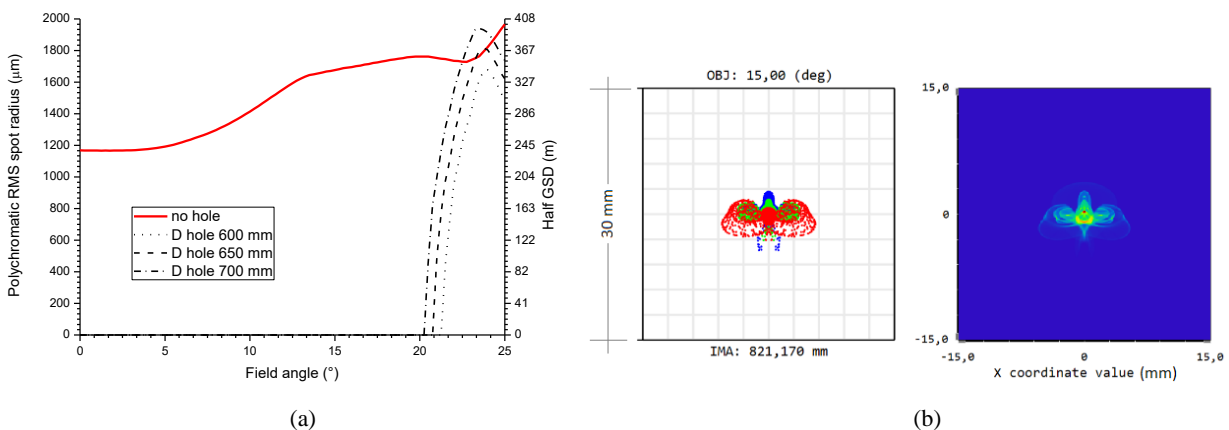 2000
1800
1600
1400
1200
1000
800
600
400
200
0
Polychromatic RMS spot radius (μm)
no hole
D hole 600 mm
D hole 650 mm
D hole 700 mm
0 5 10 15 20 25
Field angle (°)
408
367
327
286
245
204
163
122
82
41
0
Half GSD (m)
(a)
OBJ: 15,00 (deg)
30 mm
IMA: 821,170 mm
15,0
0
-15,0
-15,0 0 15,0
X coordinate value (mm)
(b)